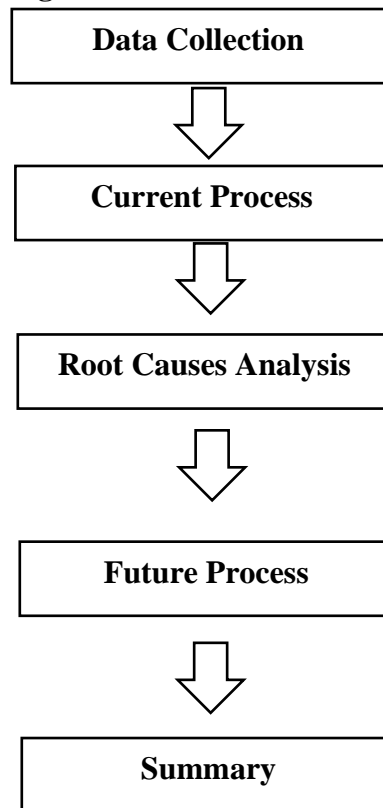 Data Collection
Current Process
Root Causes Analysis
Future Process
Summary